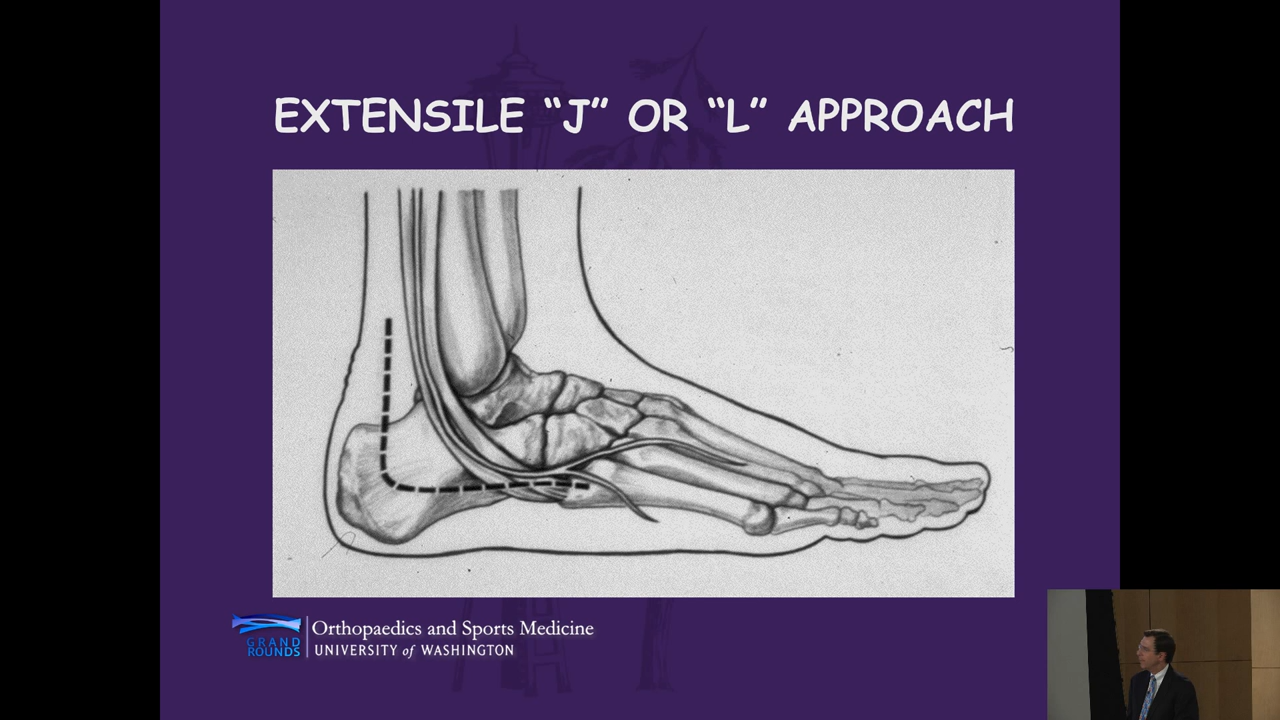 EXTENSILE “J” OR “L” APPROACH
GRAND
ROUNDS
Orthopaedics and Sports Medicine
UNIVERSITY of WASHINGTON